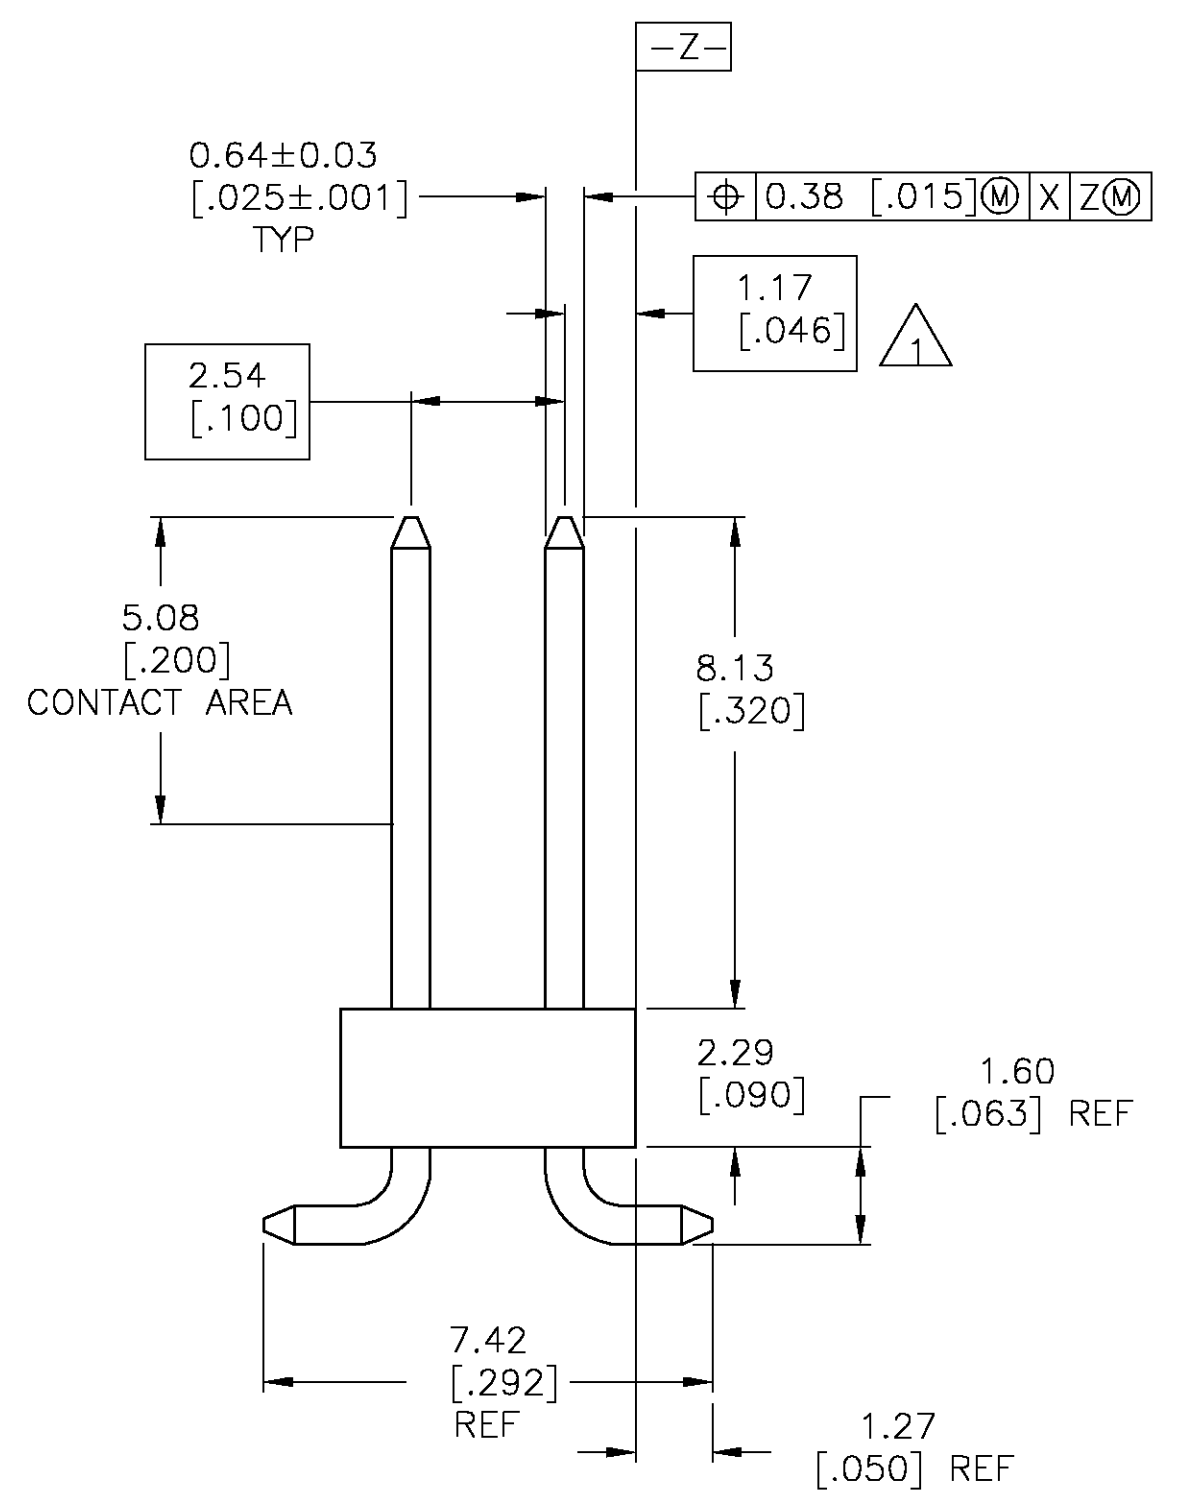 -Z-
0.64±0.03
[.025±.001]
TYP
⌖ 0.38 [.015]Ⓜ X ZⓂ
1.17
[.046]
1
2.54
[.100]
5.08
[.200]
CONTACT AREA
8.13
[.320]
2.29
[.090]
1.60
[.063] REF
7.42
[.292]
REF
1.27
[.050] REF